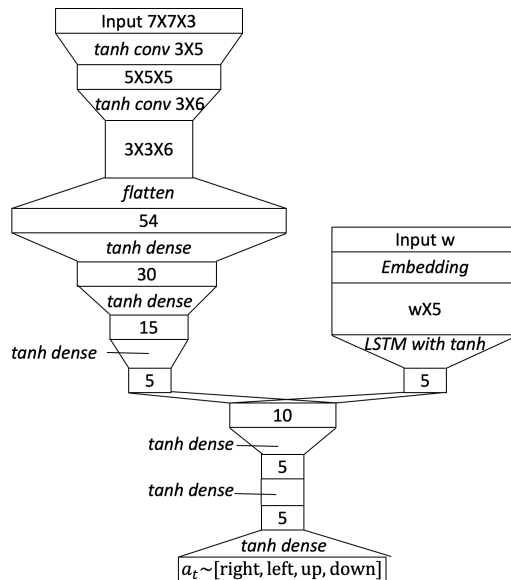 Input 7X7X3
tanh conv 3X5
5X5X5
tanh conv 3X6
3X3X6
flatten
54
tanh dense
30
tanh dense
15
tanh dense
5
Input w
Embedding
wX5
LSTM with tanh
5
10
tanh dense
5
tanh dense
5
tanh dense
a_t~[right, left, up, down]